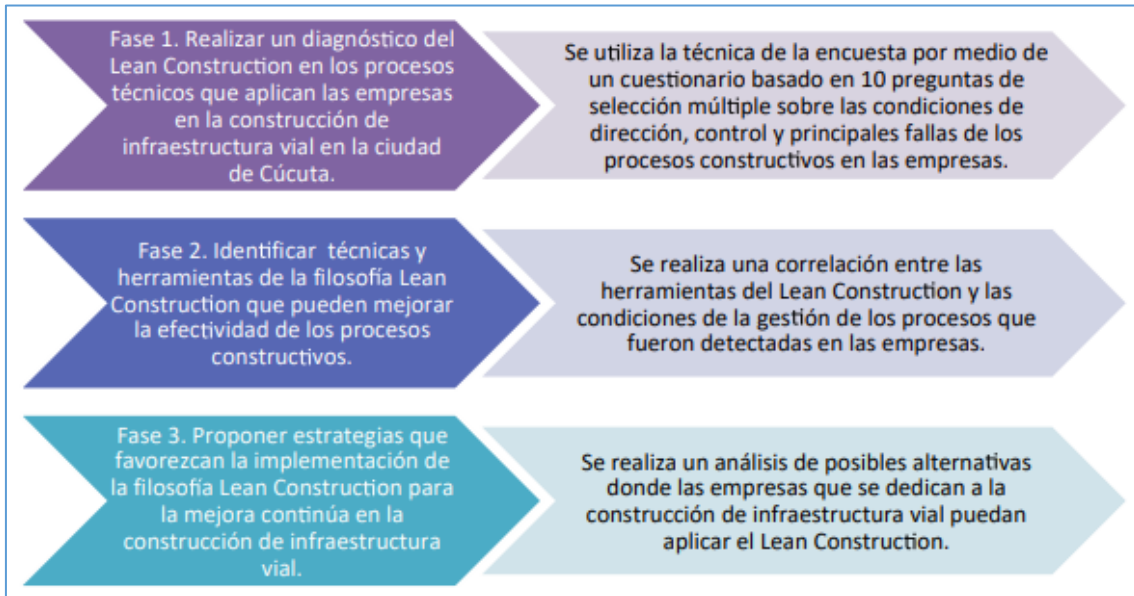 Fase 1. Realizar un diagnóstico del
Lean Construction en los procesos
técnicos que aplican las empresas
en la construcción de
infraestructura vial en la ciudad
de Cúcuta.
Se utiliza la técnica de la encuesta por medio de
un cuestionario basado en 10 preguntas de
selección múltiple sobre las condiciones de
dirección, control y principales fallas de los
procesos constructivos en las empresas.
Fase 2. Identificar técnicas y
herramientas de la filosofía Lean
Construction que pueden mejorar
la efectividad de los procesos
constructivos.
Se realiza una correlación entre las
herramientas del Lean Construction y las
condiciones de la gestión de los procesos que
fueron detectadas en las empresas.
Fase 3. Proponer estrategias que
favorezcan la implementación de
la filosofía Lean Construction para
la mejora continúa en la
construcción de infraestructura
vial.
Se realiza un análisis de posibles alternativas
donde las empresas que se dedican a la
construcción de infraestructura vial puedan
aplicar el Lean Construction.